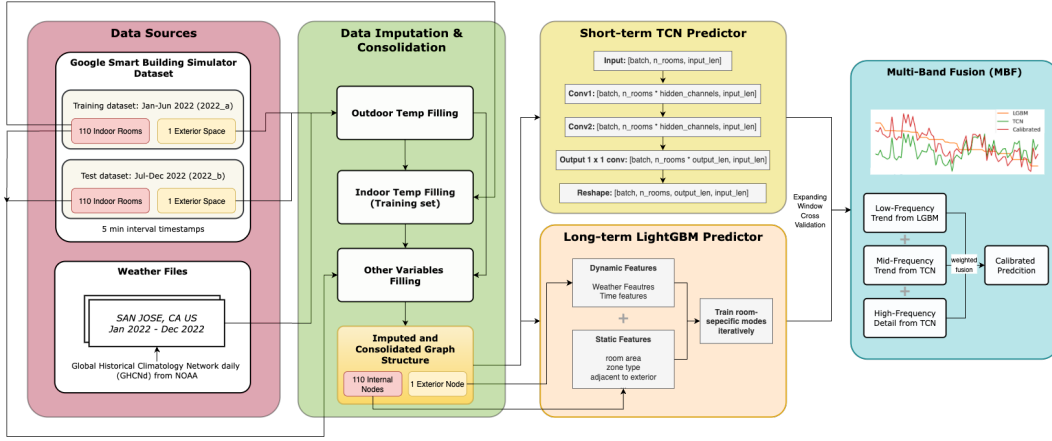 Data Sources
Google Smart Building Simulator
Dataset
Training dataset: Jan-Jun 2022 (2022_a)
110 Indoor Rooms
1 Exterior Space
Test dataset: Jul-Dec 2022 (2022_b)
110 Indoor Rooms
1 Exterior Space
5 min interval timestamps
Weather Files
SAN JOSE, CA US
Jan 2022 - Dec 2022
Global Historical Climatology Network daily
(GHCNd) from NOAA
Data Imputation &
Consolidation
Outdoor Temp Filling
Indoor Temp Filling
(Training set)
Other Variables
Filling
Imputed and
Consolidated Graph
Structure
110 Internal
Nodes
1 Exterior Node
Short-term TCN Predictor
Input: [batch, n_rooms, input_len]
Conv1: [batch, n_rooms * hidden_channels, input_len]
Conv2: [batch, n_rooms * hidden_channels, input_len]
Output 1 x 1 conv: [batch, n_rooms * output_len, input_len]
Reshape: [batch, n_rooms, output_len, input_len]
Long-term LightGBM Predictor
Dynamic Features
Weather Feautres
Time features
+
Static Features
room area
zone type
adjacent to exterior
Train room-
sepecific modes
iteratively
Expanding
Window
Cross
Validation
Multi-Band Fusion (MBF)
LGBM
TCN
Calibrated
Low-Frequency
Trend from LGBM
+
Mid-Frequency
Trend from TCN
+
High-Frequency
Detail from TCN
weighted
fusion
Calibrated
Predcition